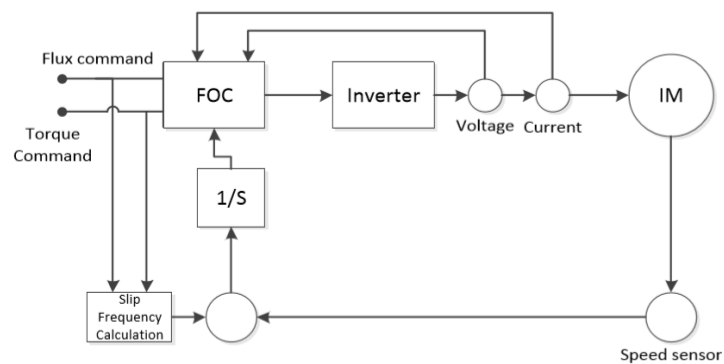 Flux command
FOC
Inverter
IM
Voltage
Current
Torque
Command
1/S
Slip
Frequency
Calculation
Speed sensor